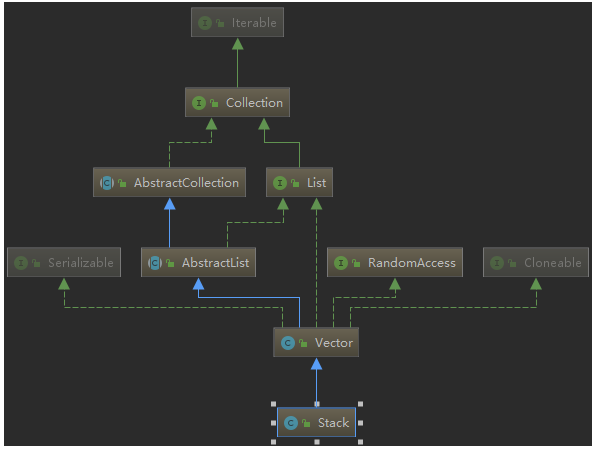 I Iterable
I Collection
C AbstractCollection
I List
I Serializable
C AbstractList
I RandomAccess
I Cloneable
C Vector
C Stack